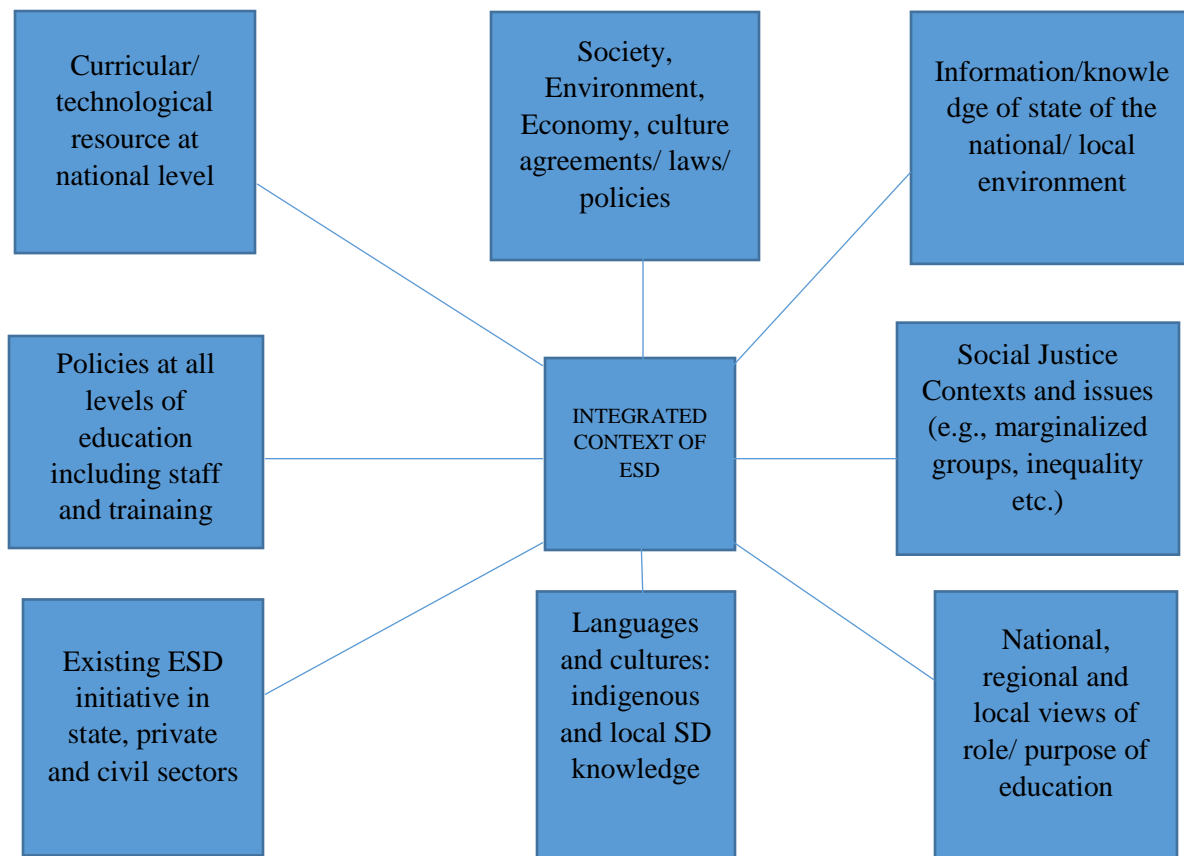 Curricular/
technological
resource at
national level
Society,
Environment,
Economy, culture
agreements/ laws/
policies
Information/knowle
dge of state of the
national/ local
environment
Policies at all
levels of
education
including staff
and trainaing
INTEGRATED
CONTEXT OF
ESD
Social Justice
Contexts and issues
(e.g., marginalized
groups, inequality
etc.)
Existing ESD
initiative in
state, private
and civil sectors
Languages
and cultures:
indigenous
and local SD
knowledge
National,
regional and
local views of
role/ purpose of
education